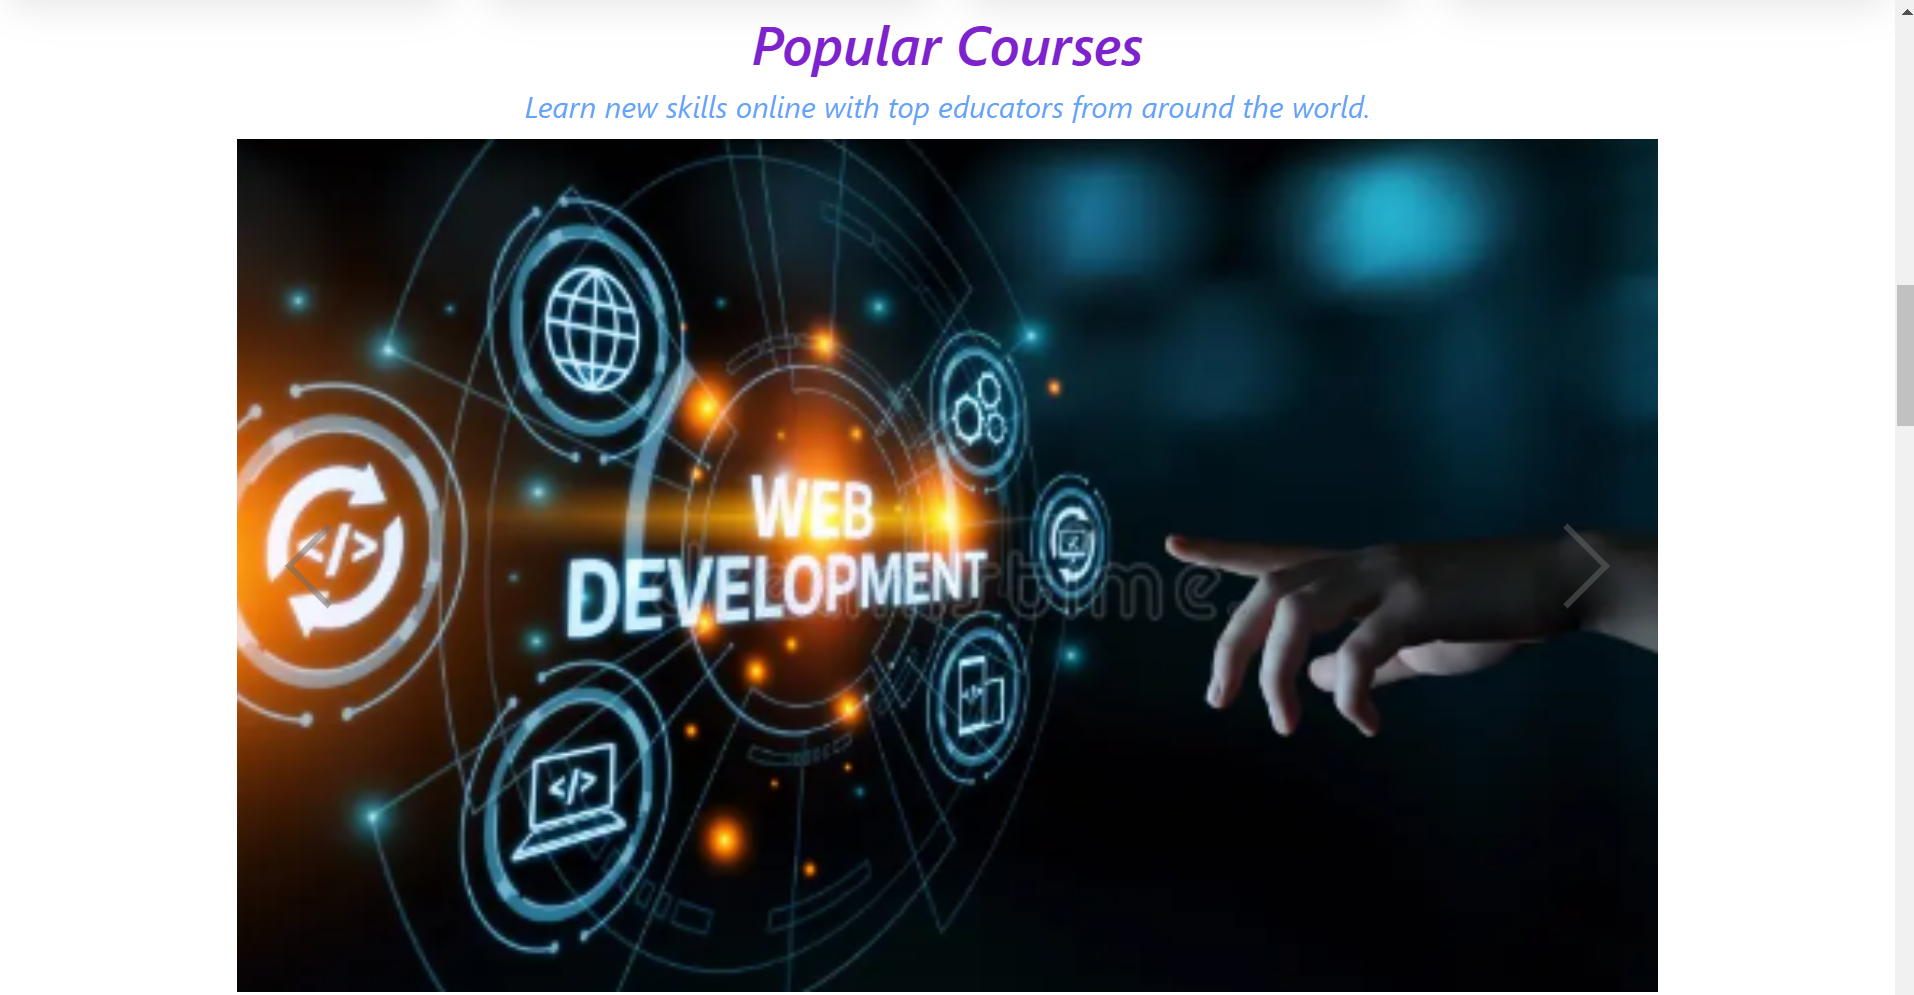 Popular Courses
Learn new skills online with top educators from around the world.
WEB
DEVELOPMENT